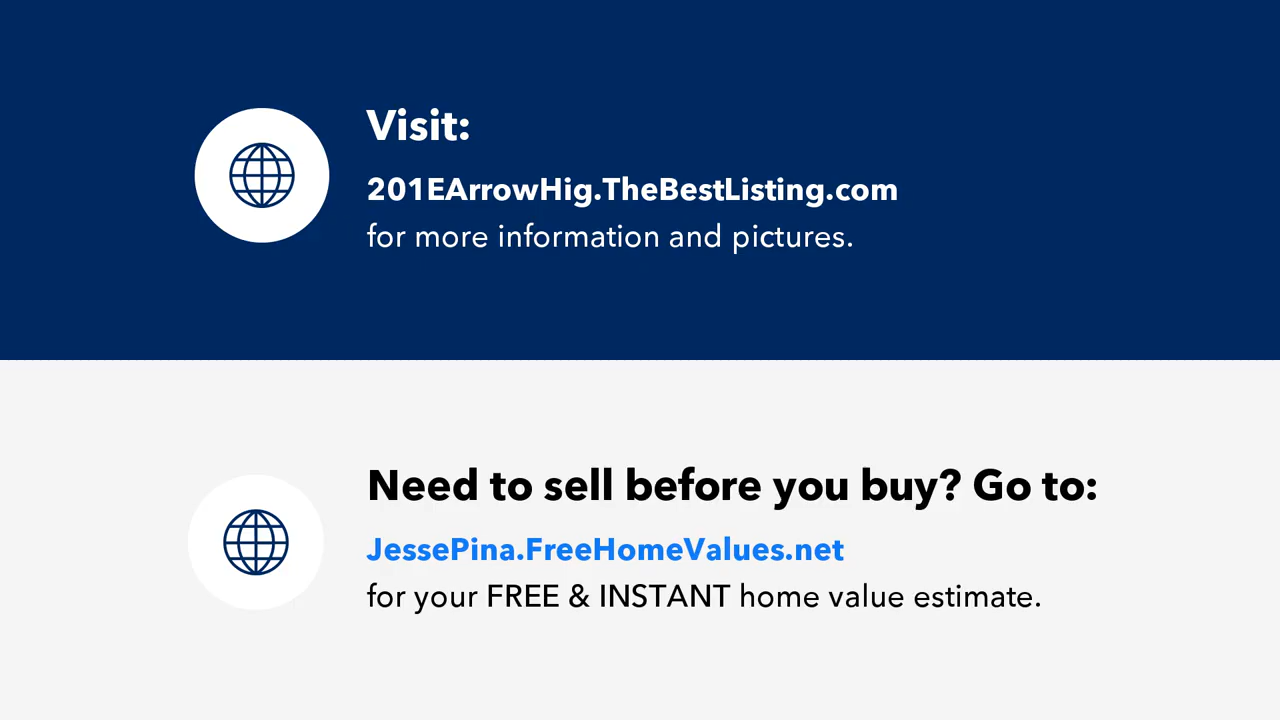 Visit:
201EArrowHig.TheBestListing.com
for more information and pictures.
Need to sell before you buy? Go to:
JessePina.FreeHomeValues.net
for your FREE & INSTANT home value estimate.